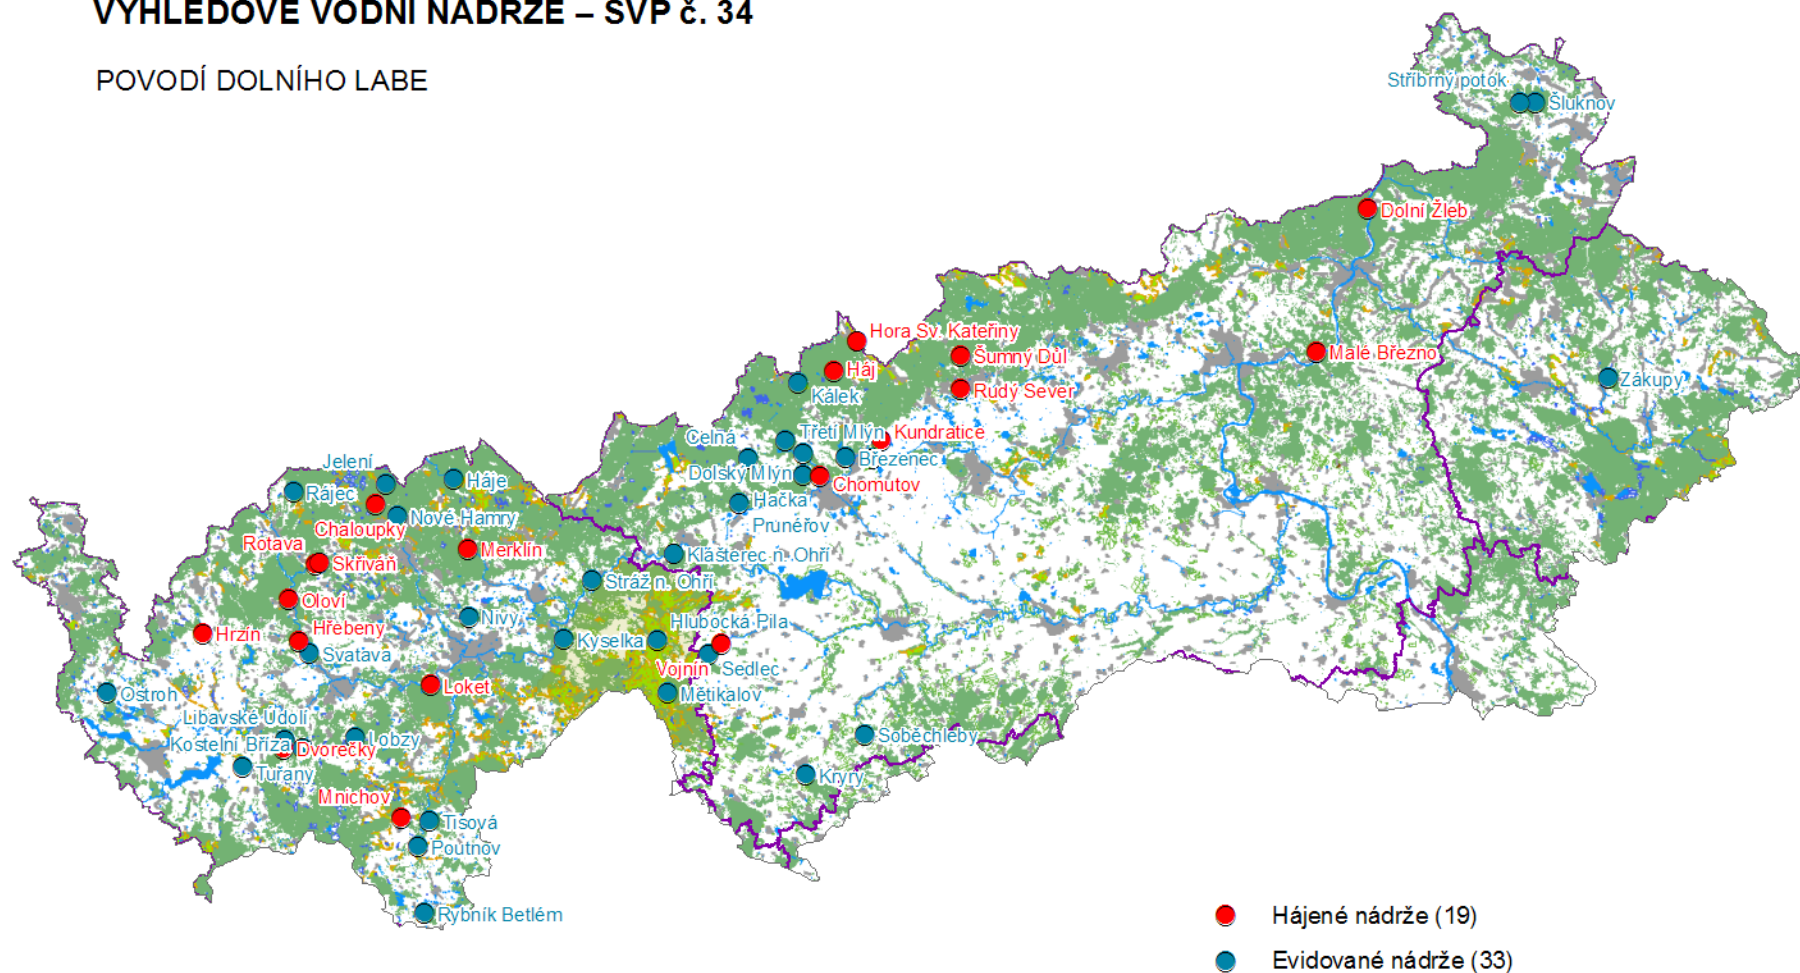 VÝHLEDOVÉ VODNÍ NÁDRŽE – SVP č. 34
POVODÍ DOLNÍHO LABE
Stříbrný potok
Šluknov
Dolní Žleb
Hora Sv. Kateřiny
Šumný Důl
Malé Březno
Háj
Zákupy
Kálek
Rudý Sever
Třetí Mlýn
Kundratice
Celná
Březenec
Jelení
Dolský Mlýn
Háje
Chomutov
Rájec
Hačka
Nové Hamry
Chaloupky
Prunéřov
Rotava
Merklín
Klášterec n. Ohří
Skřiváň
Stráž n. Ohří
Oloví
Nivy
Hlubocká Pila
Hřebeny
Hrzín
Kyselka
Svatava
Vojnín
Sedlec
Loket
Ostroh
Mětikalov
Libavské Údolí
Soběchleby
Lobzy
Kostelní Bříza
Dvorečky
Tuřany
Kryry
Mnichov
Tisová
Poutnov
Rybník Betlém
Hájené nádrže (19)
Evidované nádrže (33)